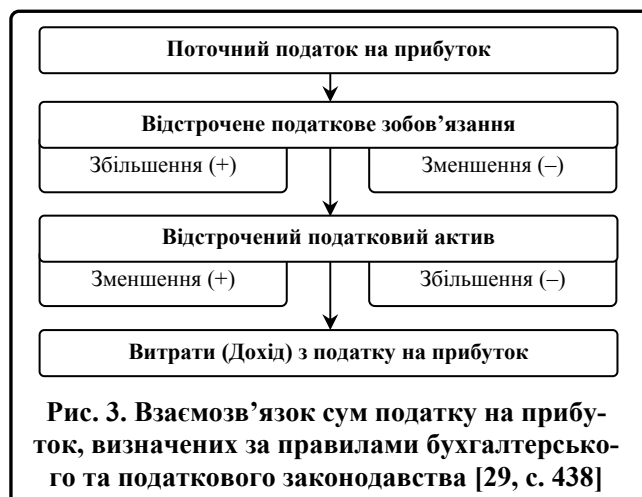 Поточний податок на прибуток
Відстрочене податкове зобов’язання
Збільшення (+) Зменшення (–)
Відстрочений податковий актив
Зменшення (+) Збільшення (–)
Витрати (Дохід) з податку на прибуток
Рис. 3. Взаємозв’язок сум податку на прибу-
ток, визначених за правилами бухгалтерсько-
го та податкового законодавства [29, с. 438]